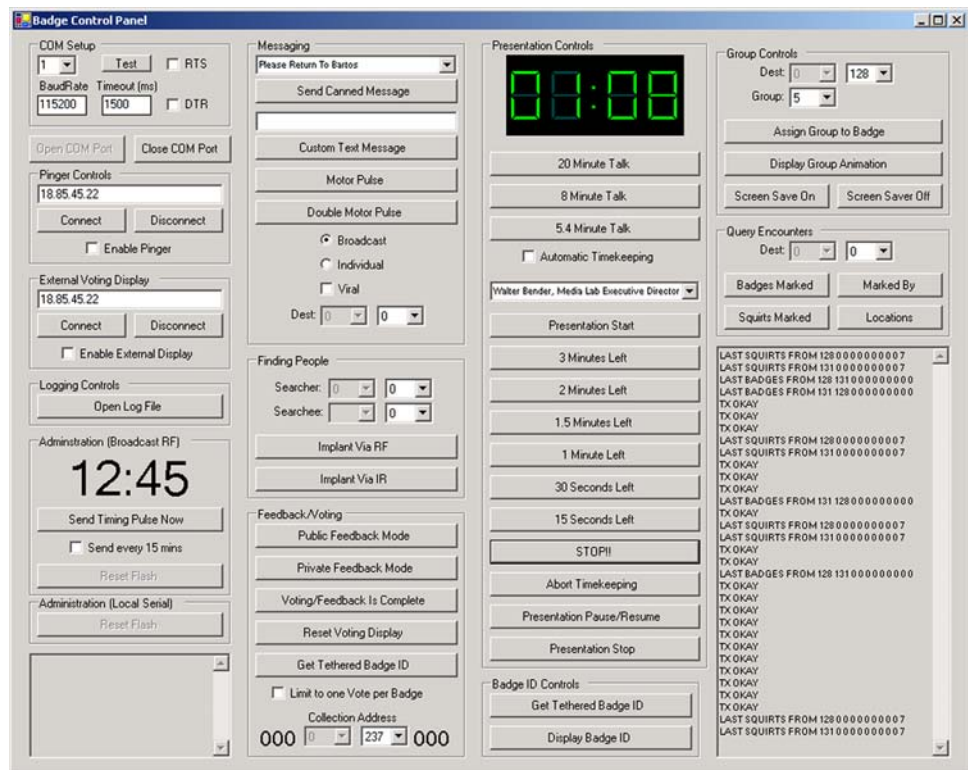 Badge Control Panel
COM Setup
1 Test RTS
BaudRate Timeout (ms)
115200 1500 DTR
Open COM Port Close COM Port
Pinger Controls
18.85.45.22
Connect Disconnect
Enable Pinger
External Voting Display
18.85.45.22
Connect Disconnect
Enable External Display
Logging Controls
Open Log File
Adminstration (Broadcast RF)
12:45
Send Timing Pulse Now
Send every 15 mins
Reset Flash
Administration (Local Serial)
Reset Flash
Messaging
Please Return To Bartos
Send Canned Message
Custom Text Message
Motor Pulse
Double Motor Pulse
Broadcast
Individual
Viral
Dest: 0 0
Finding People
Searcher: 0 0
Searchee: 0
Implant Via RF
Implant Via IR
Feedback/Voting
Public Feedback Mode
Private Feedback Mode
Voting/Feedback Is Complete
Reset Voting Display
Get Tethered Badge ID
Limit to one Vote per Badge
Collection Address
000 0 237 000
Presentation Controls
01:08
20 Minute Talk
8 Minute Talk
5.4 Minute Talk
Automatic Timekeeping
Walter Bender, Media Lab Executive Director
Presentation Start
3 Minutes Left
2 Minutes Left
1.5 Minutes Left
1 Minute Left
30 Seconds Left
15 Seconds Left
STOP!!
Abort Timekeeping
Presentation Pause/Resume
Presentation Stop
Badge ID Controls
Get Tethered Badge ID
Display Badge ID
Group Controls
Dest: 0 128
Group: 5
Assign Group to Badge
Display Group Animation
Screen Save On Screen Saver Off
Query Encounters
Dest: 0 0
Badges Marked Marked By
Squirts Marked Locations
LAST SQUIRTS FROM 128 0 0 0 0 0 0 0 0 0 7
LAST SQUIRTS FROM 131 0 0 0 0 0 0 0 0 0 7
LAST BADGES FROM 128 131 0 0 0 0 0 0 0 0 0
LAST BADGES FROM 131 128 0 0 0 0 0 0 0 0 0
TX OKAY
TX OKAY
TX OKAY
LAST SQUIRTS FROM 128 0 0 0 0 0 0 0 0 0 7
LAST SQUIRTS FROM 131 0 0 0 0 0 0 0 0 0 7
TX OKAY
TX OKAY
TX OKAY
LAST BADGES FROM 131 128 0 0 0 0 0 0 0 0 0
TX OKAY
LAST SQUIRTS FROM 128 0 0 0 0 0 0 0 0 0 7
LAST SQUIRTS FROM 131 0 0 0 0 0 0 0 0 0 7
TX OKAY
TX OKAY
LAST BADGES FROM 128 131 0 0 0 0 0 0 0 0 0
TX OKAY
TX OKAY
TX OKAY
TX OKAY
TX OKAY
TX OKAY
TX OKAY
TX OKAY
TX OKAY
TX OKAY
TX OKAY
LAST SQUIRTS FROM 128 0 0 0 0 0 0 0 0 0 7
LAST SQUIRTS FROM 131 0 0 0 0 0 0 0 0 0 7